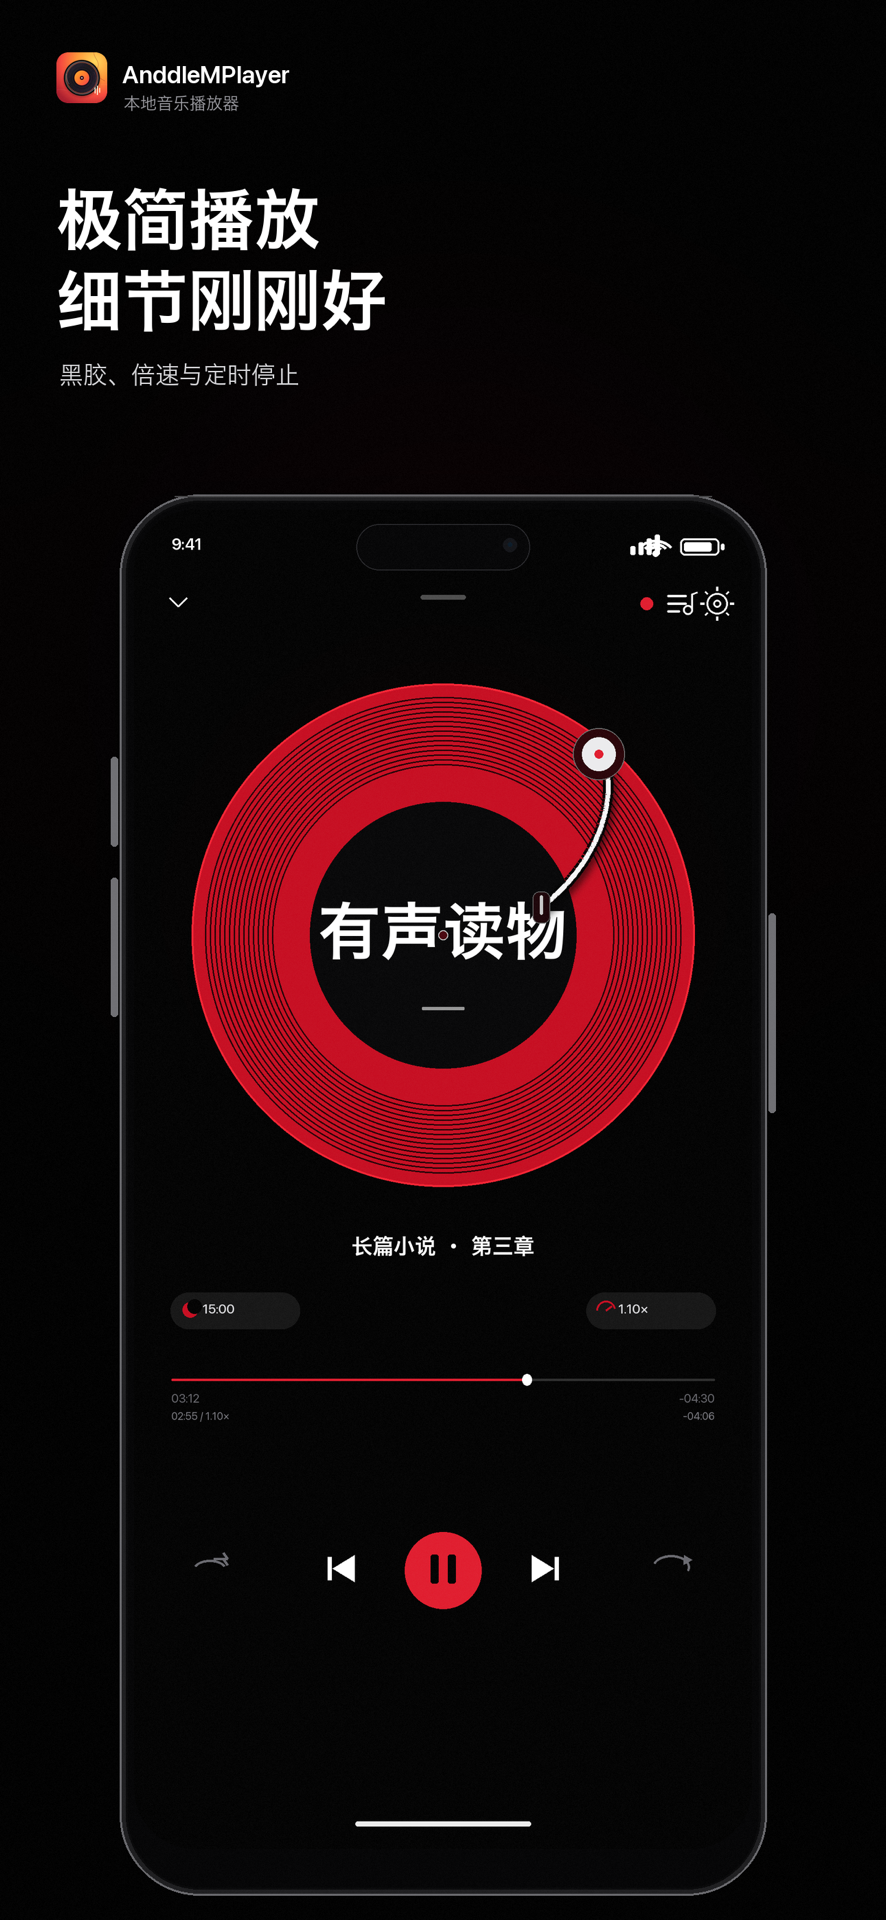 AnddleMPlayer
本地音乐播放器
极简播放
细节刚刚好
黑胶、倍速与定时停止
9:41
有声读物
长篇小说 · 第三章
15:00
1.10×
03:12
-04:30
02:55 / 1.10×
-04:06